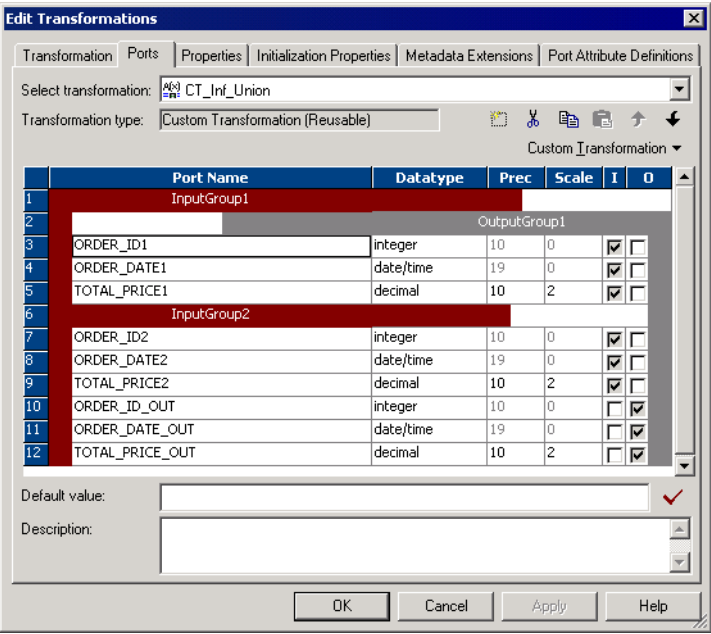 Edit Transformations
Transformation Ports Properties Initialization Properties Metadata Extensions Port Attribute Definitions
Select transformation: CT_Inf_Union
Transformation type: Custom Transformation (Reusable)
Custom Transformation
Port Name Datatype Prec Scale I O
1 InputGroup1
2 OutputGroup1
3 ORDER_ID1 integer 10 0
4 ORDER_DATE1 date/time 19 0
5 TOTAL_PRICE1 decimal 10 2
6 InputGroup2
7 ORDER_ID2 integer 10 0
8 ORDER_DATE2 date/time 19 0
9 TOTAL_PRICE2 decimal 10 2
10 ORDER_ID_OUT integer 10 0
11 ORDER_DATE_OUT date/time 19 0
12 TOTAL_PRICE_OUT decimal 10 2
Default value:
Description:
OK Cancel Apply Help